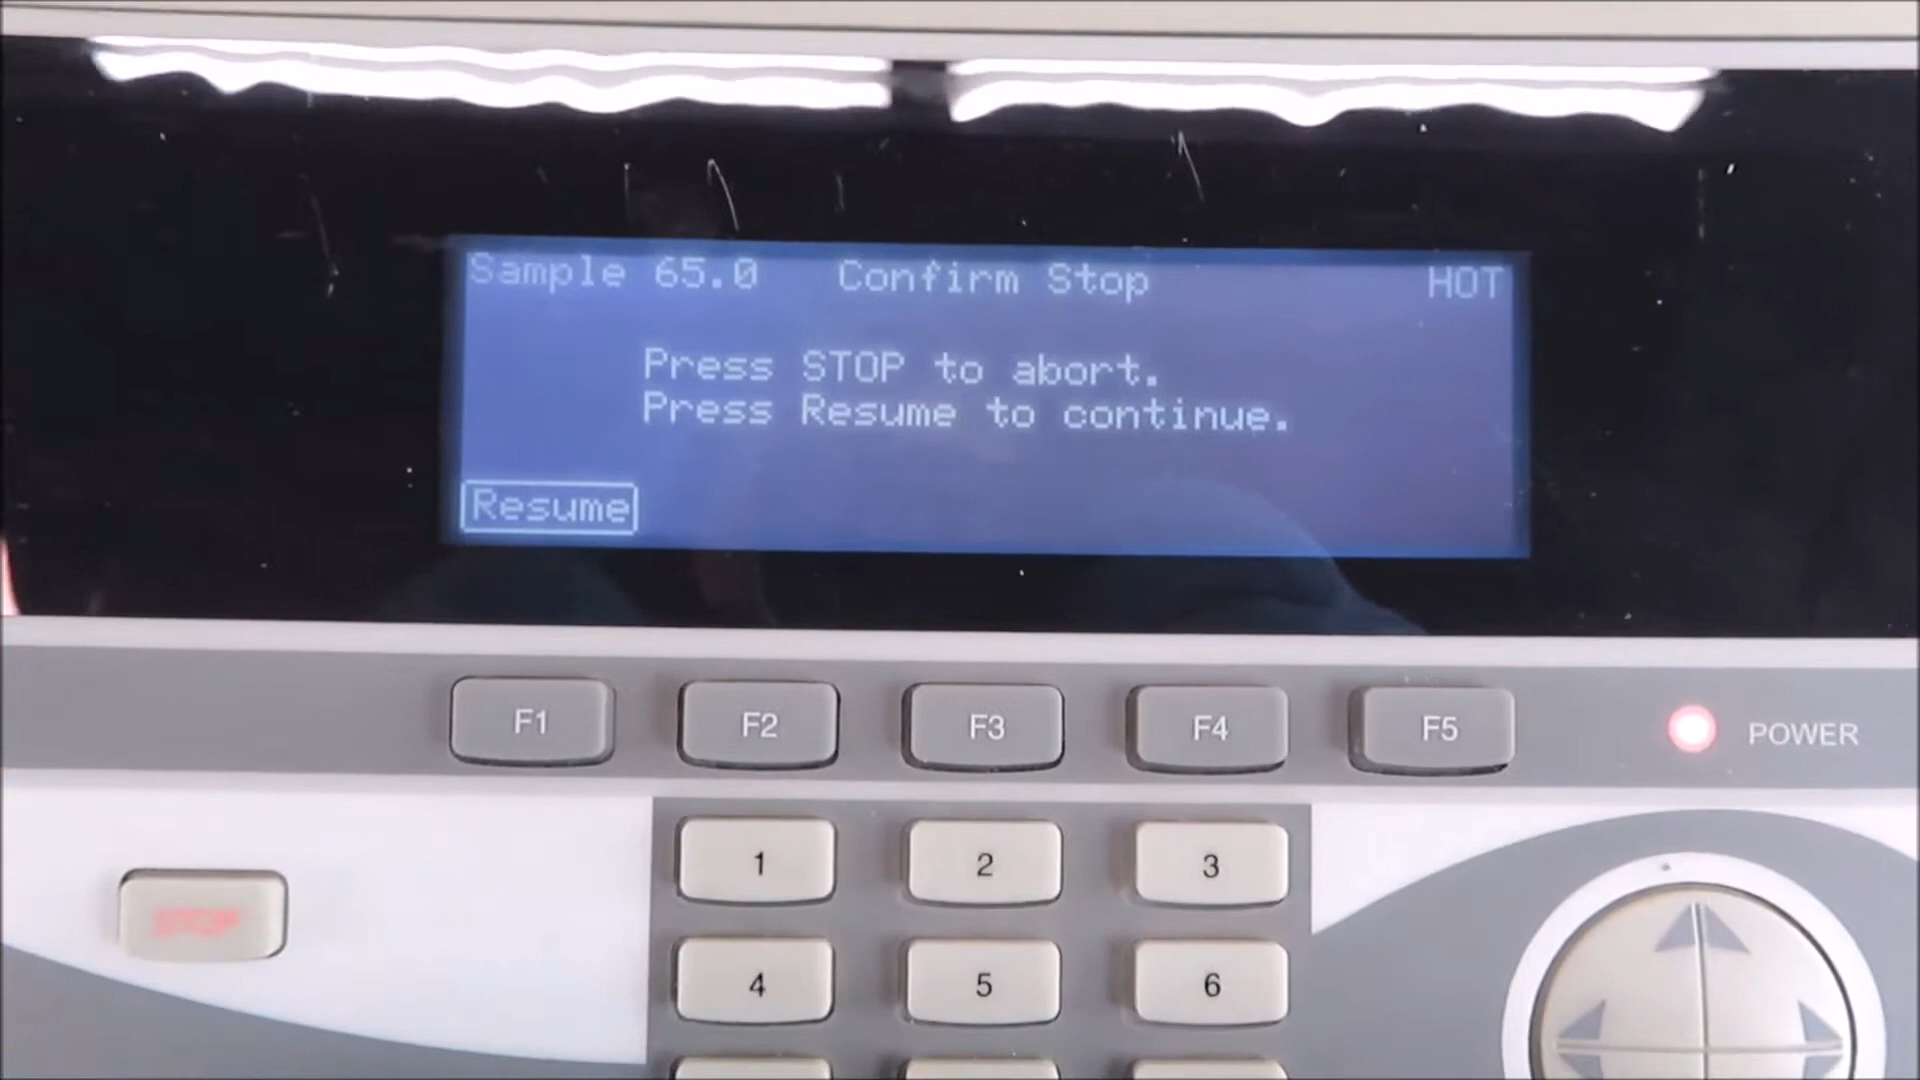 Sample 65.0 Confirm Stop HOT
Press STOP to abort.
Press Resume to continue.
Resume
F1 F2 F3 F4 F5 POWER
1 2 3
STOP
4 5 6